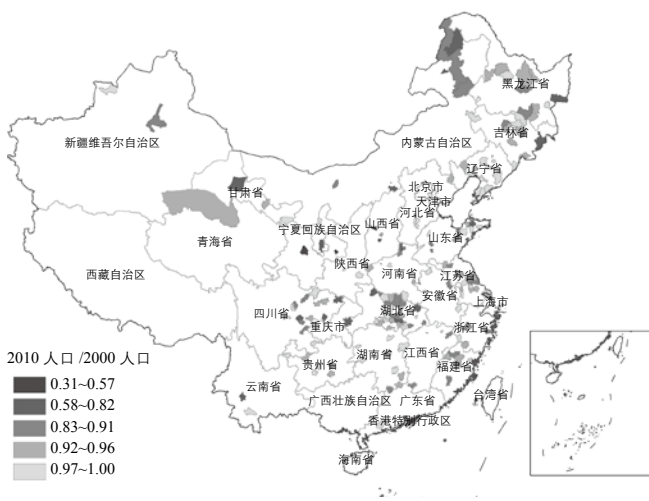 黑龙江省
吉林省
新疆维吾尔自治区
内蒙古自治区
辽宁省
甘肃省
北京市
天津市
河北省
宁夏回族自治区
山西省
山东省
青海省
陕西省
河南省
江苏省
西藏自治区
安徽省
上海市
四川省
重庆市
湖北省
浙江省
湖南省
江西省
贵州省
福建省
云南省
广西壮族自治区
广东省
台湾省
香港特别行政区
海南省
2010 人口 /2000 人口
0.31~0.57
0.58~0.82
0.83~0.91
0.92~0.96
0.97~1.00